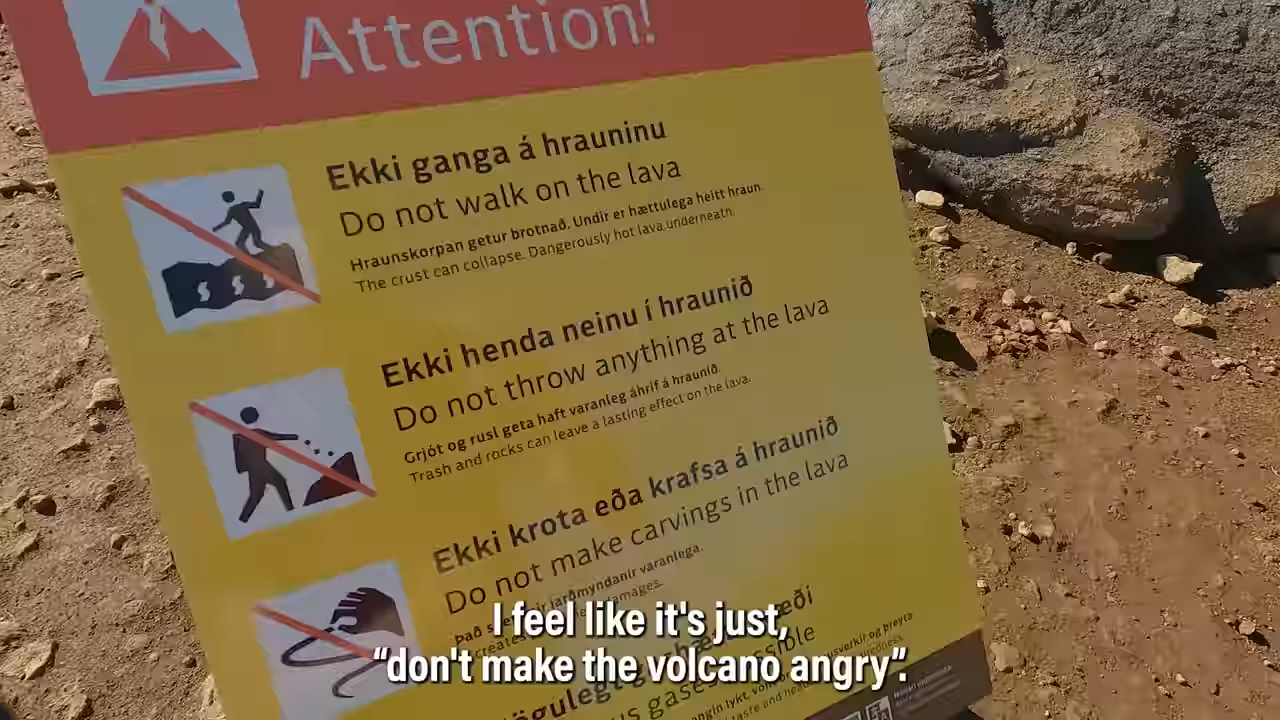 Attention!
Ekki ganga á hrauninu
Do not walk on the lava
Hraunskorpan getur brotnað. Undir er hættulega heitt hraun.
The crust can collapse. Dangerously hot lava underneath.
Ekki henda neinu í hraunið
Do not throw anything at the lava
Grjót og rusl geta haft varanleg áhrif á hraunið.
Trash and rocks can leave a lasting effect on the lava.
Ekki krota eða krafsa á hraunið
Do not make carvings in the lava
Það jarðmyndanir varanlega.
I feel like it's just,
“don't make the volcano angry”.
gases